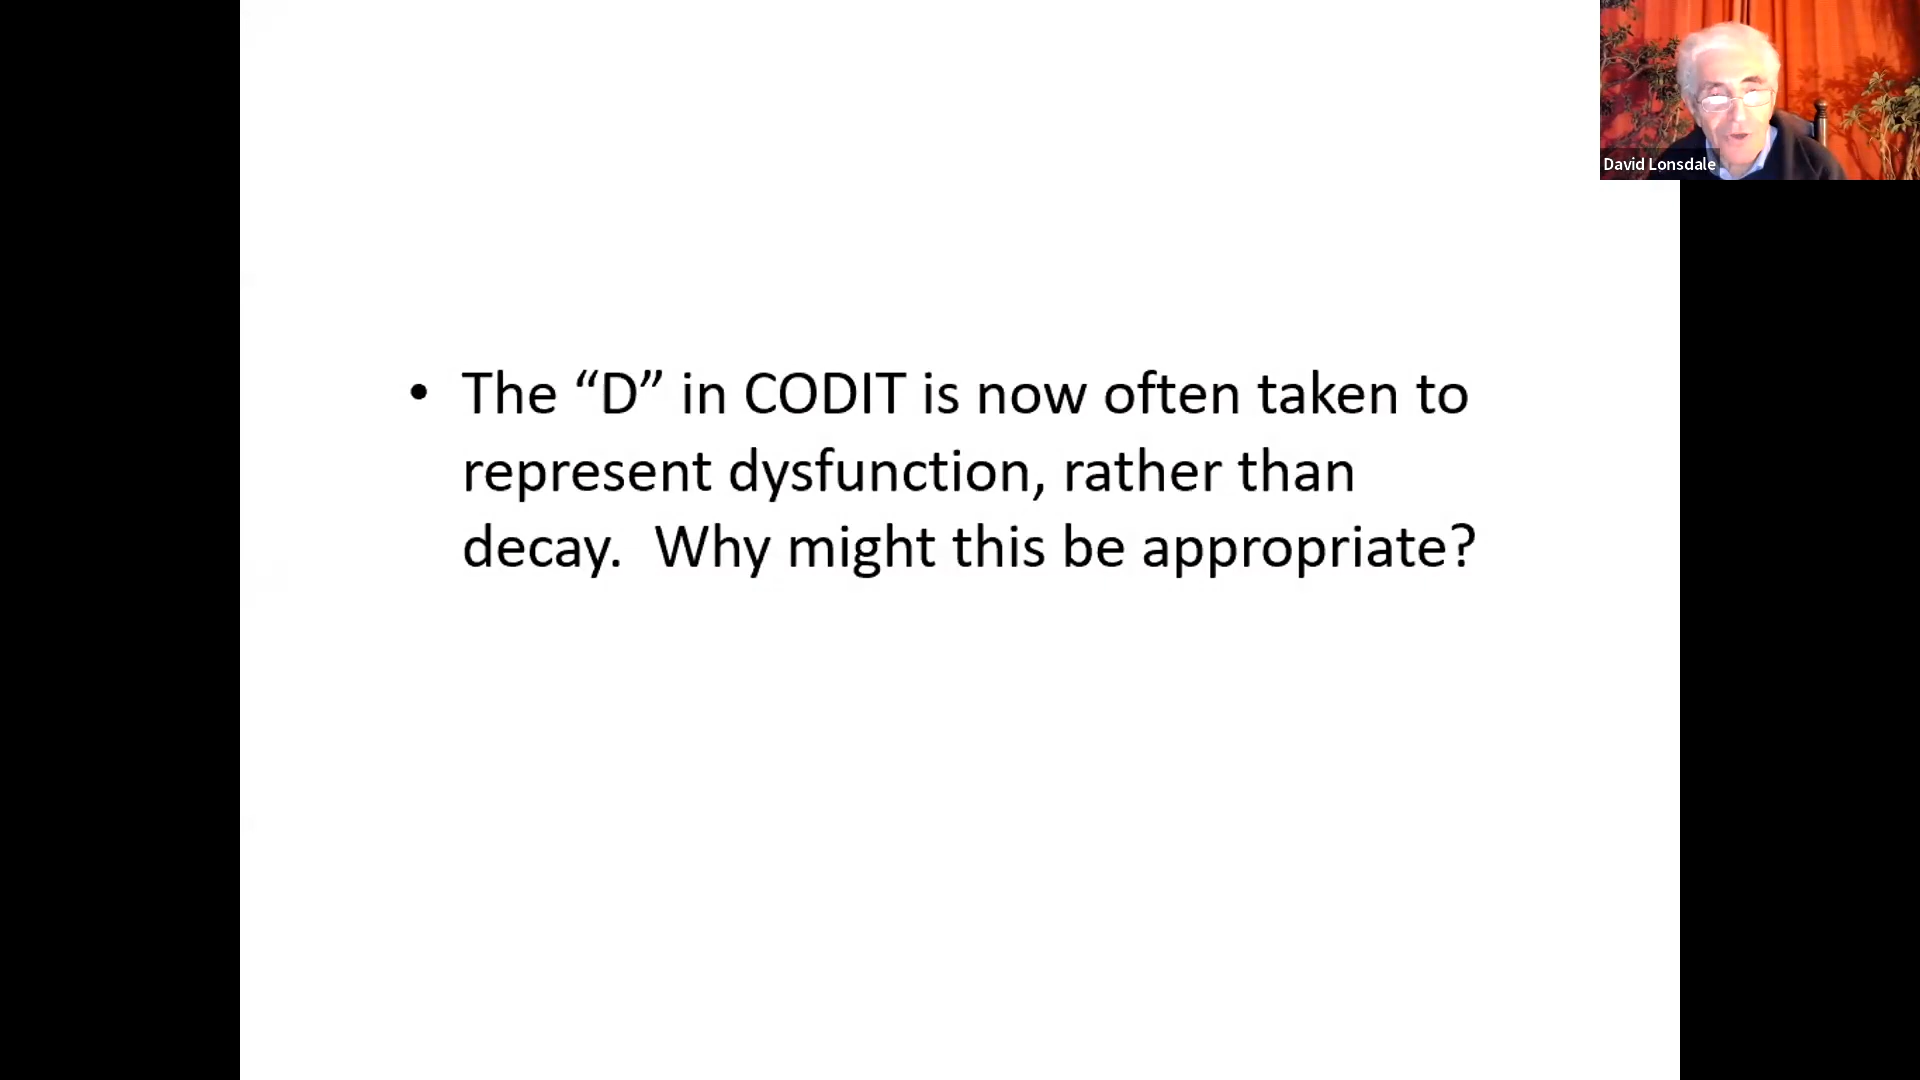 David Lonsdale
• The “D” in CODIT is now often taken to
represent dysfunction, rather than
decay.  Why might this be appropriate?